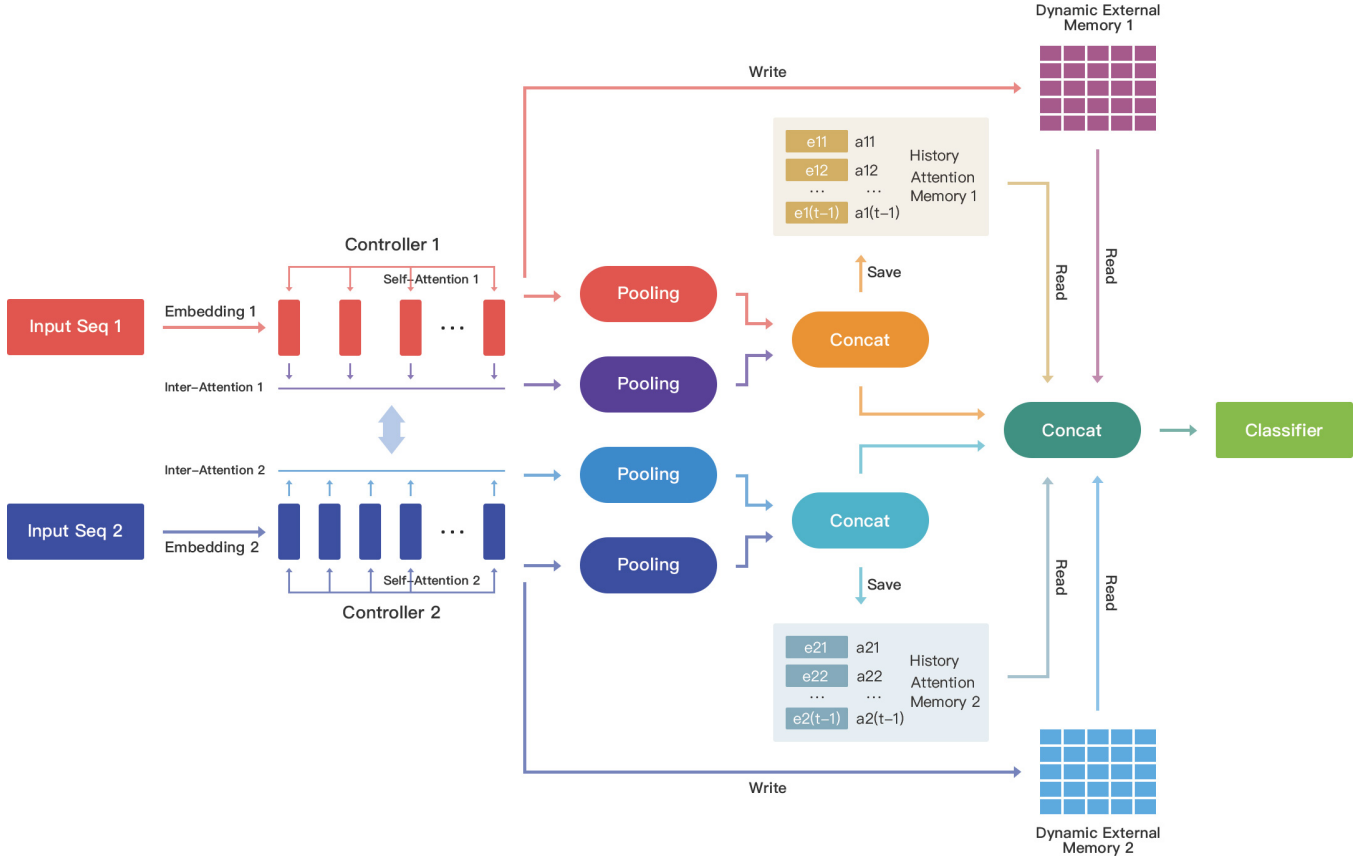 Dynamic External
Memory 1
Write
e11 a11
e12 a12
... ...
e1(t-1) a1(t-1)
History
Attention
Memory 1
Controller 1
Self-Attention 1
Save
Read
Read
Input Seq 1
Embedding 1
...
Pooling
Concat
Inter-Attention 1
Pooling
Concat
Classifier
Inter-Attention 2
Pooling
Input Seq 2
Embedding 2
...
Concat
Pooling
Self-Attention 2
Controller 2
Save
Read
Read
e21 a21
e22 a22
... ...
e2(t-1) a2(t-1)
History
Attention
Memory 2
Write
Dynamic External
Memory 2